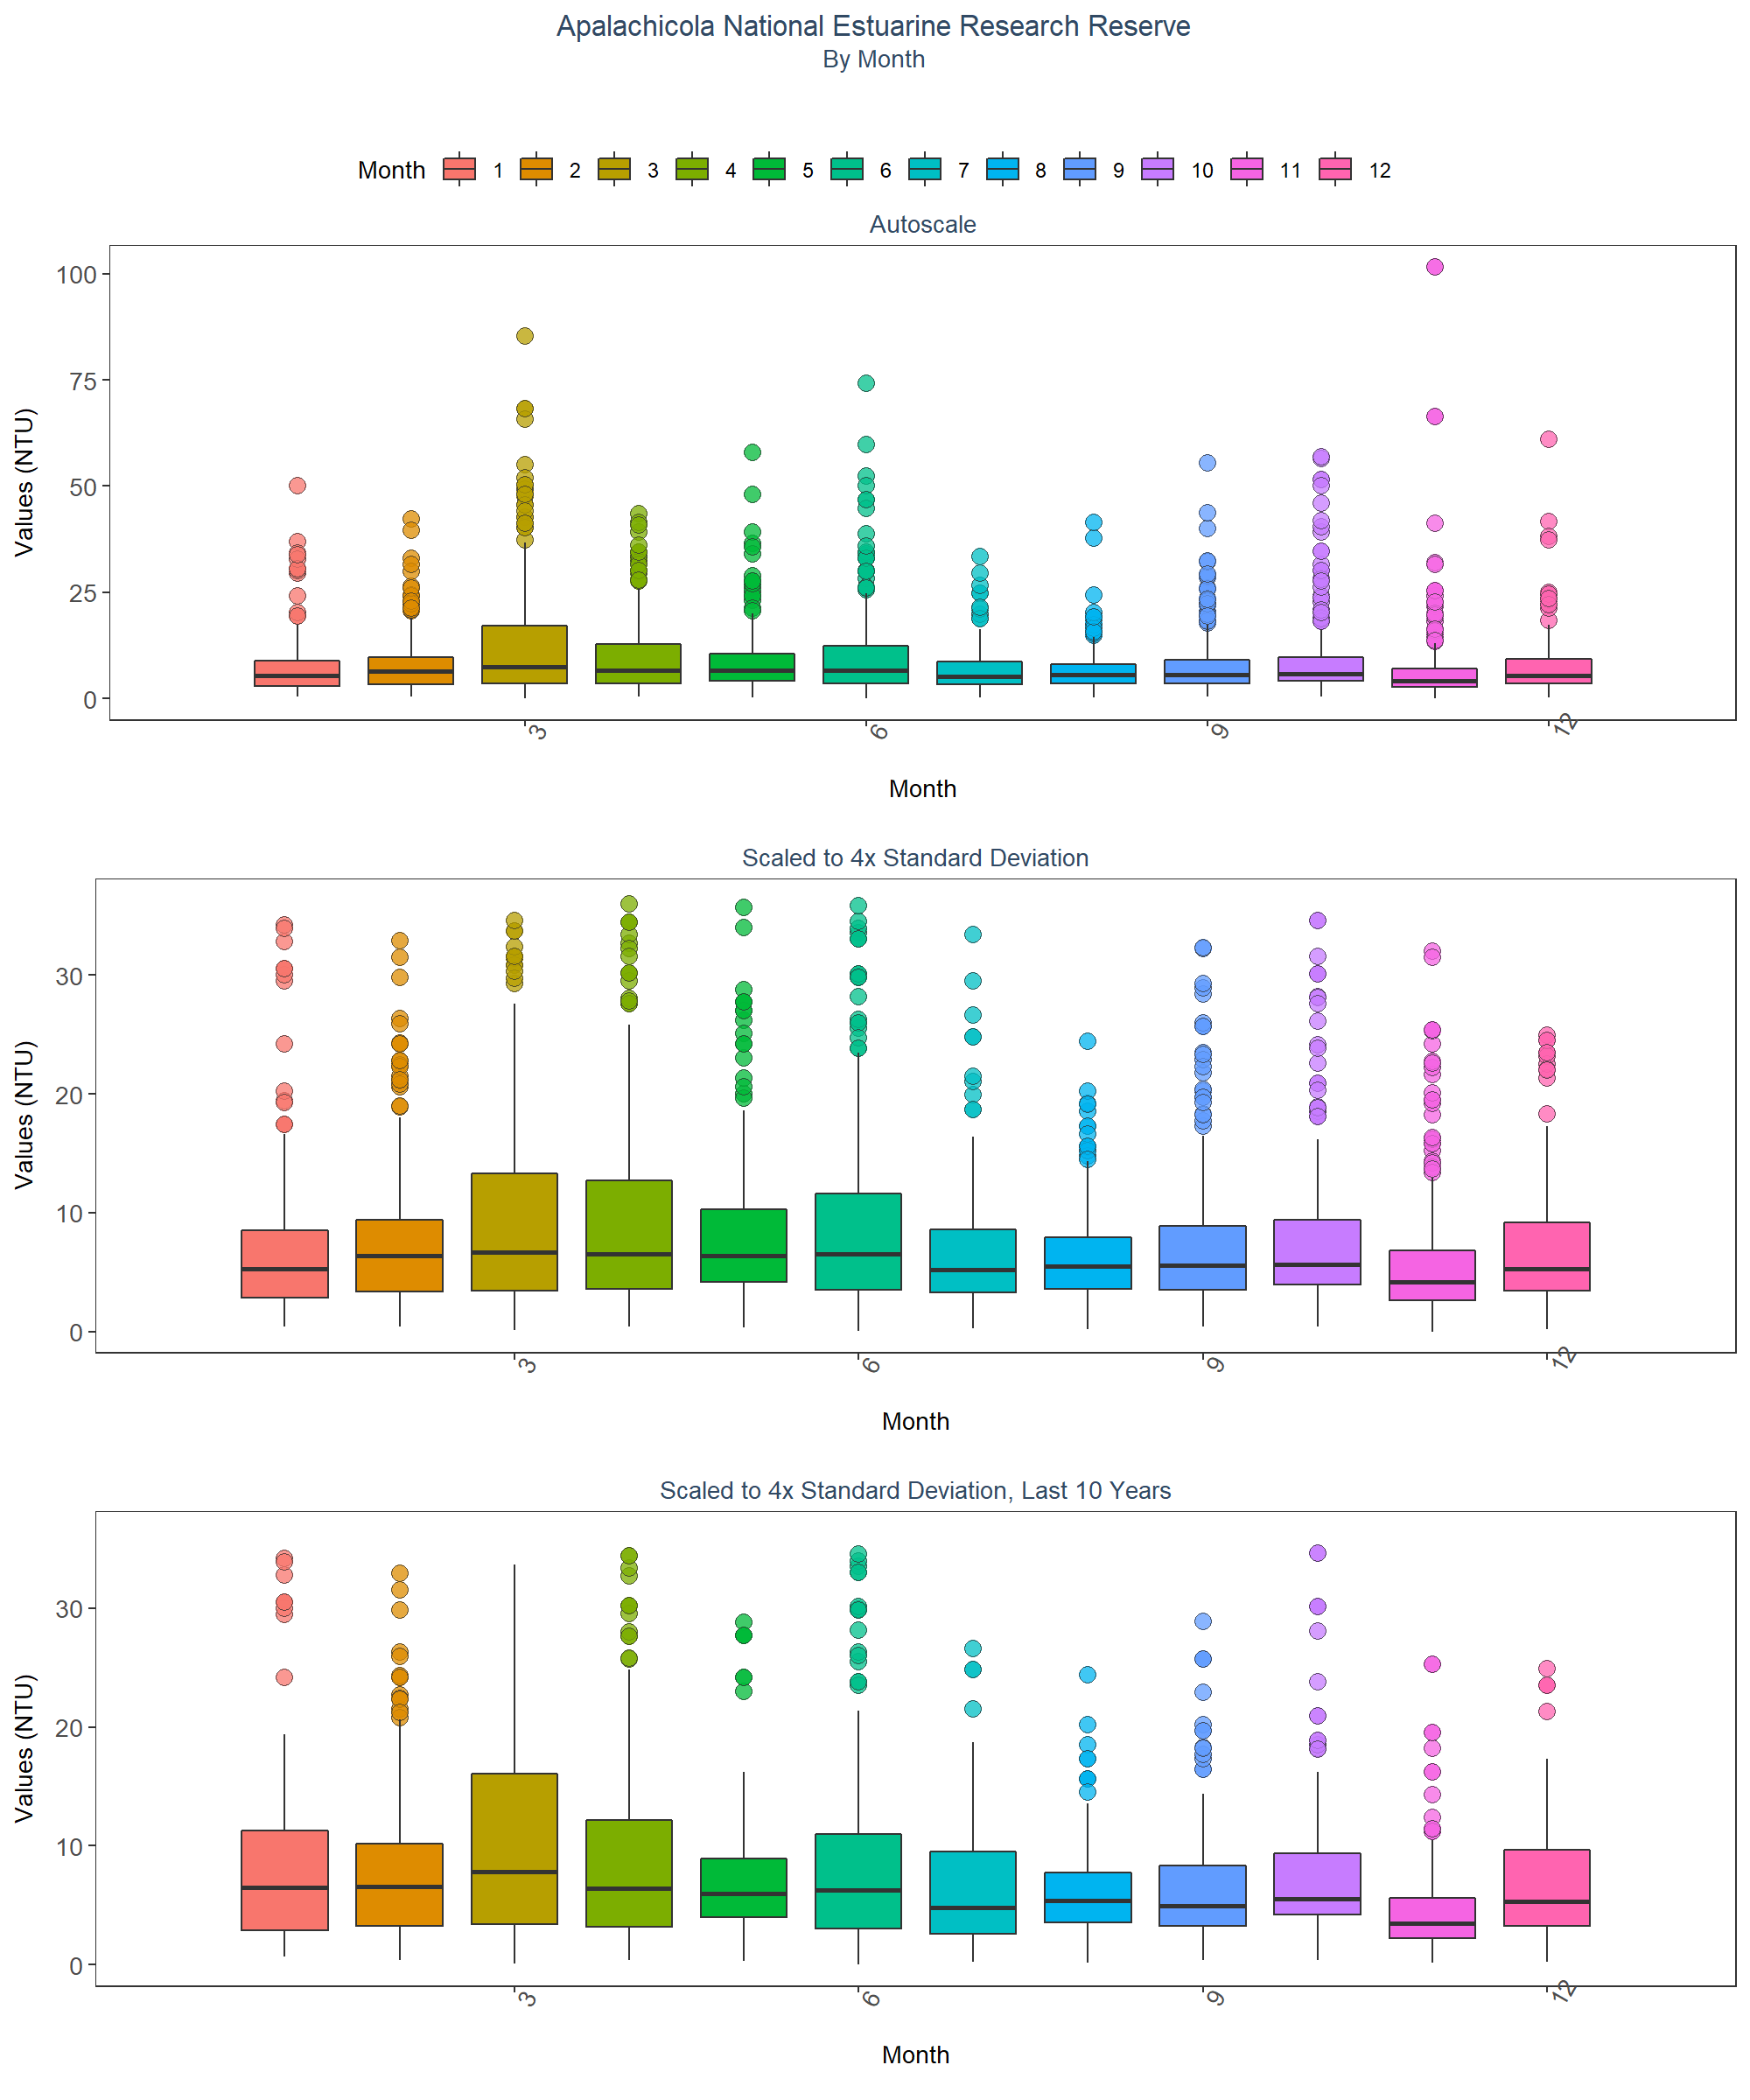 Apalachicola National Estuarine Research Reserve
By Month
Month 1 2 3 4 5 6 7 8 9 10 11 12
Autoscale
Values (NTU)
100
75
50
25
0
3 6 9 12
Month
Scaled to 4x Standard Deviation
Values (NTU)
30
20
10
0
3 6 9 12
Month
Scaled to 4x Standard Deviation, Last 10 Years
Values (NTU)
30
20
10
0
3 6 9 12
Month